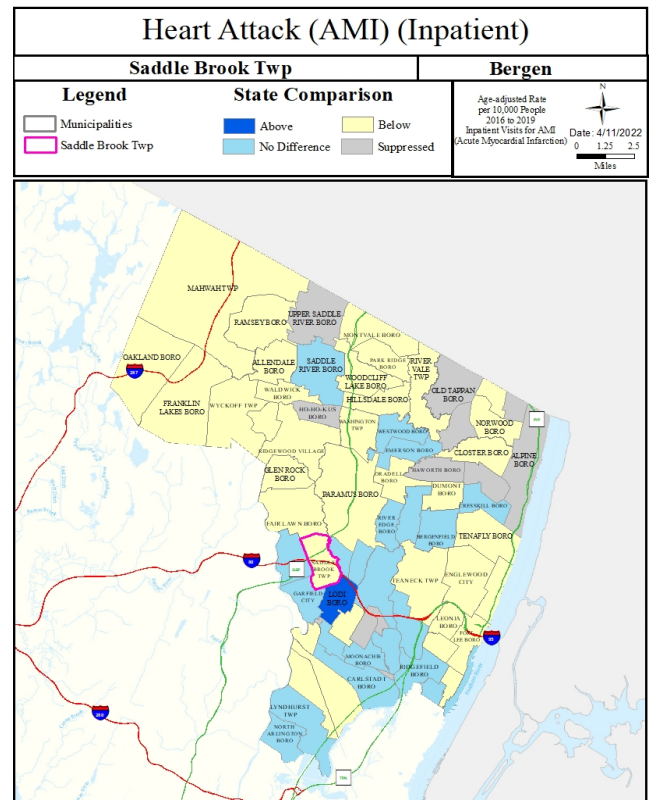 Heart Attack (AMI) (Inpatient)
Saddle Brook Twp
Bergen
Legend
Municipalities
Saddle Brook Twp
State Comparison
Above
Below
No Difference
Suppressed
Age-adjusted Rate
per 10,000 People
2016 to 2019
Inpatient Visits for AMI
(Acute Myocardial Infarction)
N
Date: 4/11/2022
0 1.25 2.5
Miles
MAHWAH TWP
RAMSEY BORO
UPPER SADDLE
RIVER BORO
MONTVALE BORO
OAKLAND BORO
ALLENDALE
BORO
SADDLE
RIVER BORO
PARK RIDGE
BORO
RIVER
VALE
TWP
WOODCLIFF
LAKE BORO
OLD TAPPAN
BORO
287
FRANKLIN
LAKES BORO
WYCKOFF TWP
WALDWICK
BORO
HILLSDALE BORO
HO-HO-KUS
BORO
WASHINGTON
TWP
WESTWOOD BORO
NORWOOD
BORO
RIDGEWOOD VILLAGE
EMERSON BORO
CLOSTER BORO
ALPINE
BORO
GLEN ROCK
BORO
ORADELL
BORO
HAWORTH BORO
PARAMUS BORO
DUMONT
BORO
CRESSKILL BORO
FAIR LAWN BORO
RIVER
EDGE
BORO
BERGENFIELD
BORO
TENAFLY BORO
80
SADDLE
BROOK
TWP
GARFIELD
CITY
LODI
BORO
TEANECK TWP
ENGLEWOOD
CITY
LEONIA
BORO
FORT
LEE BORO
95
MOONACHIE
BORO
RIDGEFIELD
BORO
CARLSTADT
BORO
LYNDHURST
TWP
NORTH
ARLINGTON
BORO
280